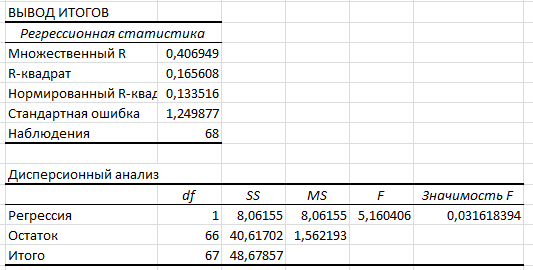 ВЫВОД ИТОГОВ
Регрессионная статистика
Множественный R 0,406949
R-квадрат 0,165608
Нормированный R-квад 0,133516
Стандартная ошибка 1,249877
Наблюдения 68
Дисперсионный анализ
df SS MS F Значимость F
Регрессия 1 8,06155 8,06155 5,160406 0,031618394
Остаток 66 40,61702 1,562193
Итого 67 48,67857